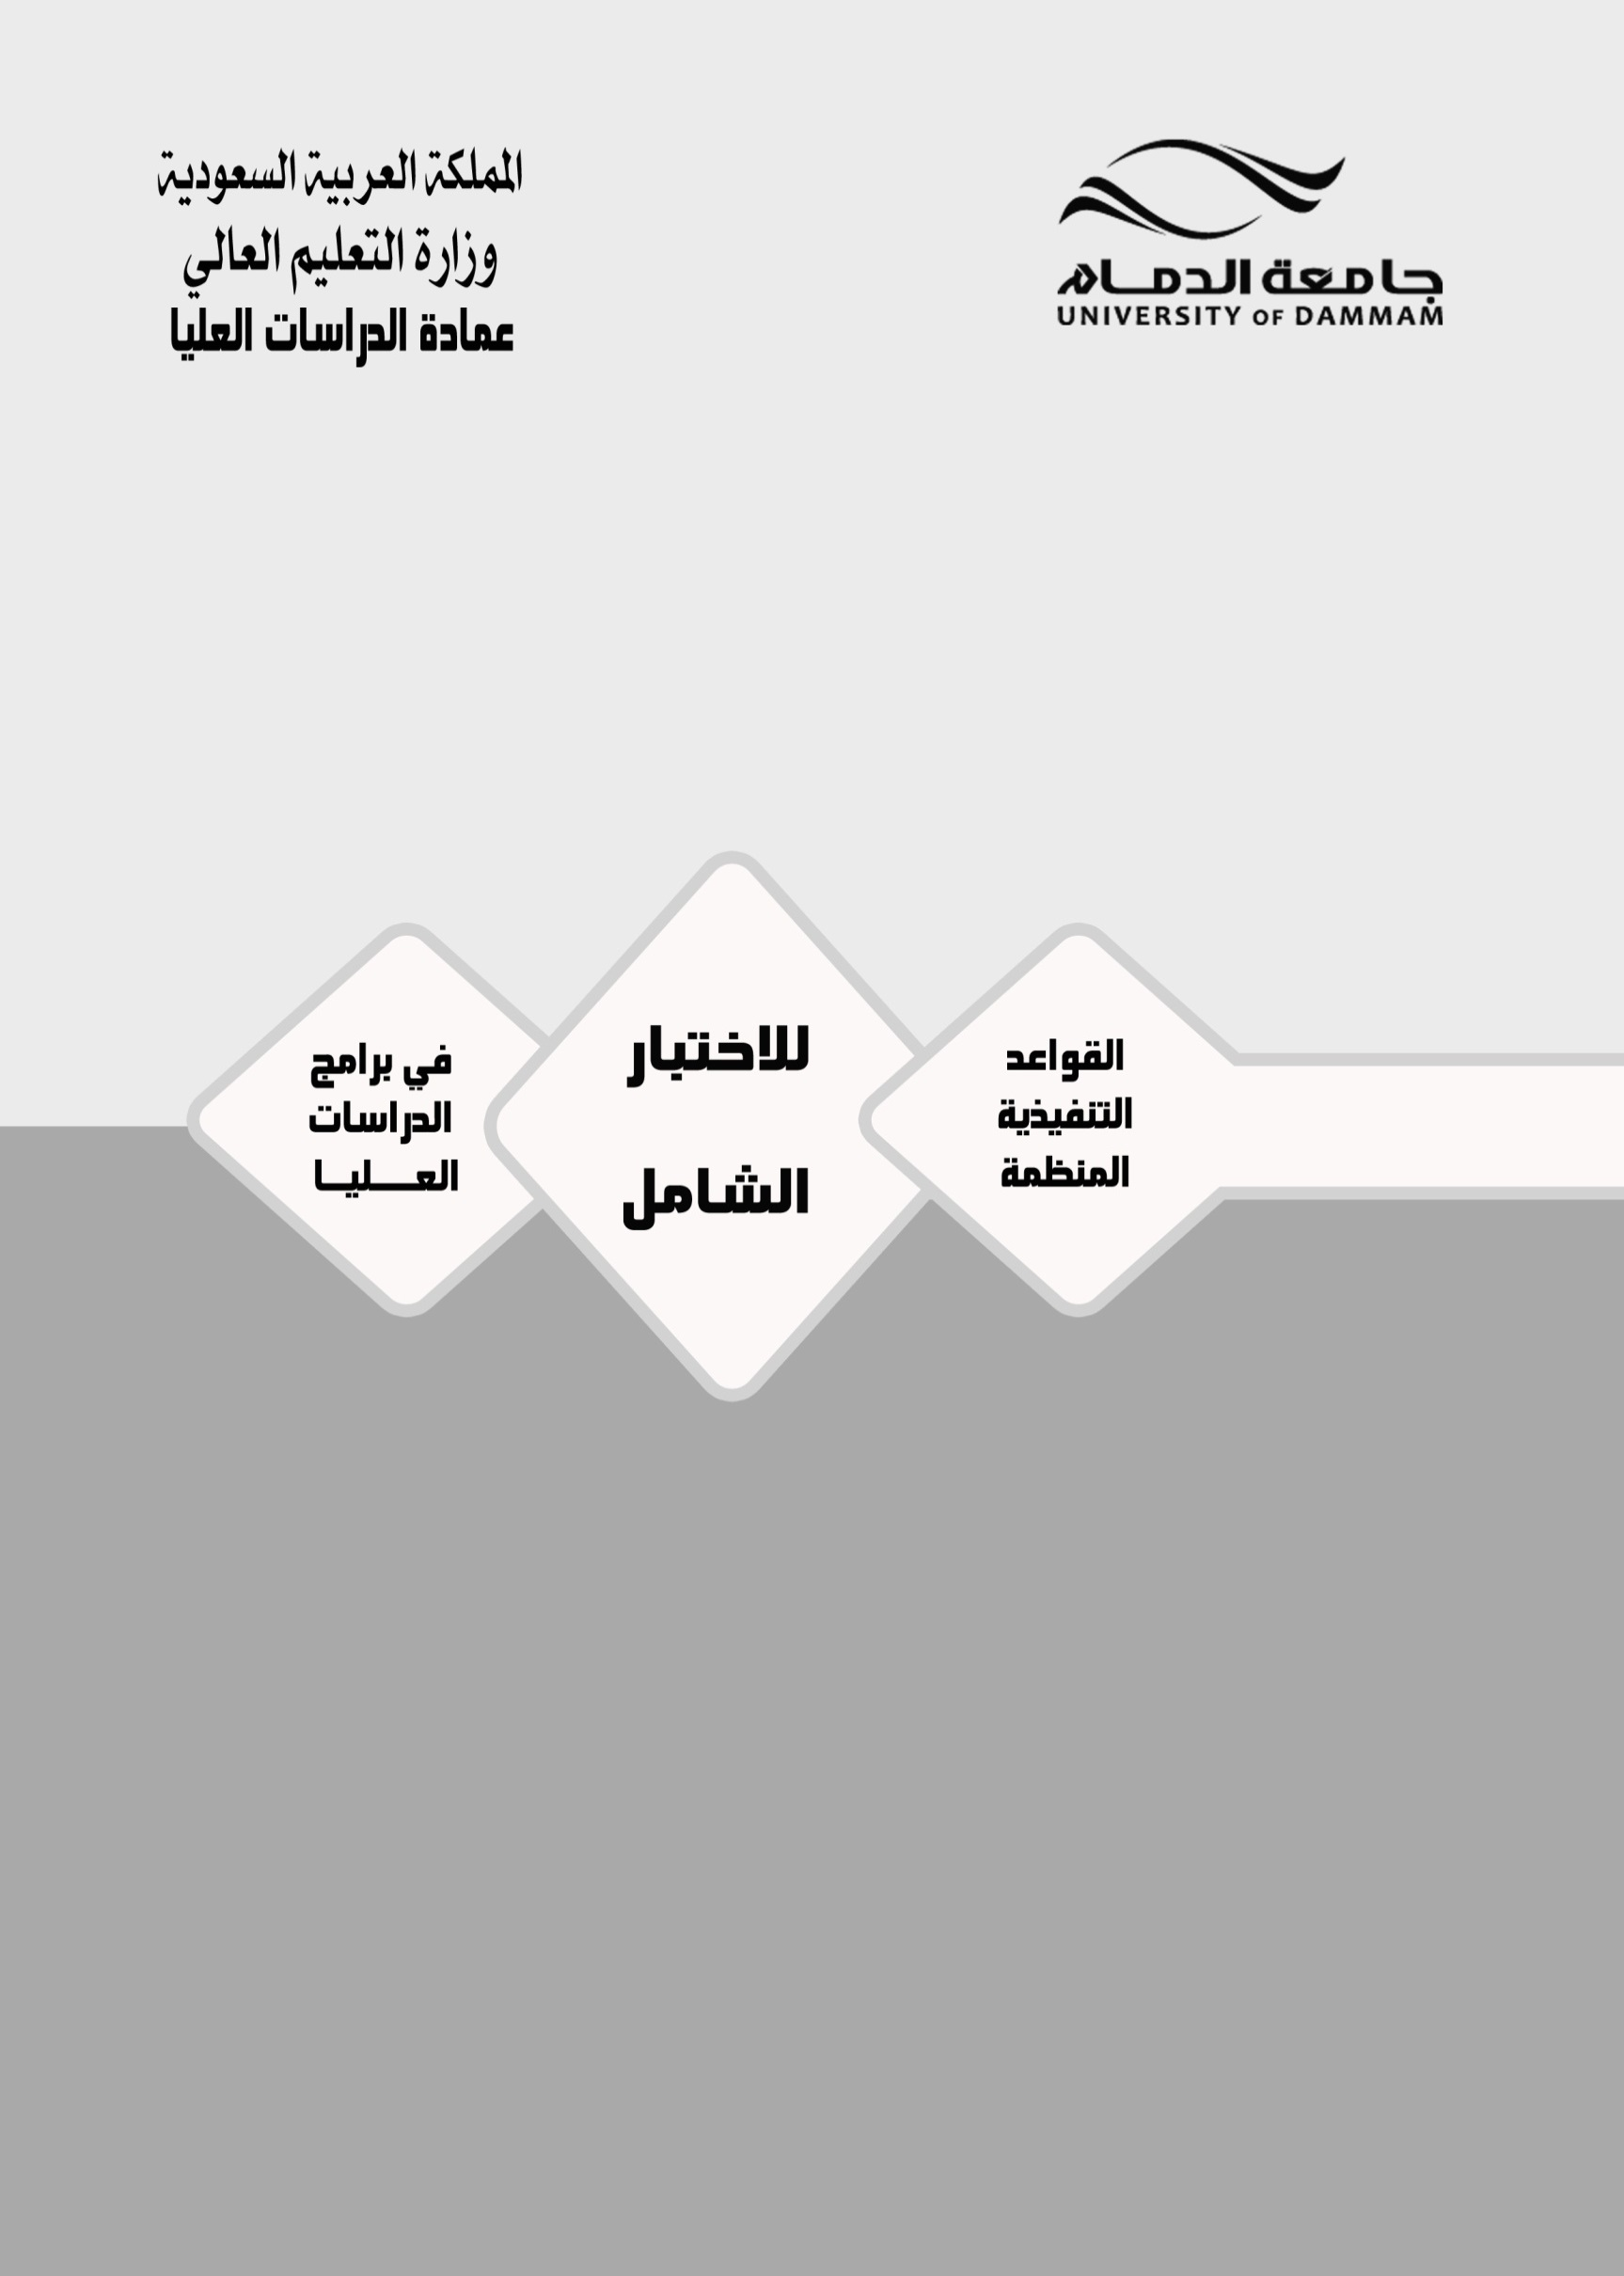 جامعة الدمام
UNIVERSITY OF DAMMAM
المملكة العربية السعودية
وزارة التعليم العالي
عمادة الدراسات العليا
القواعد
التنفيذية
المنظمة
للاختبار
الشامل
في برامج
الدراسات
العـــليـا